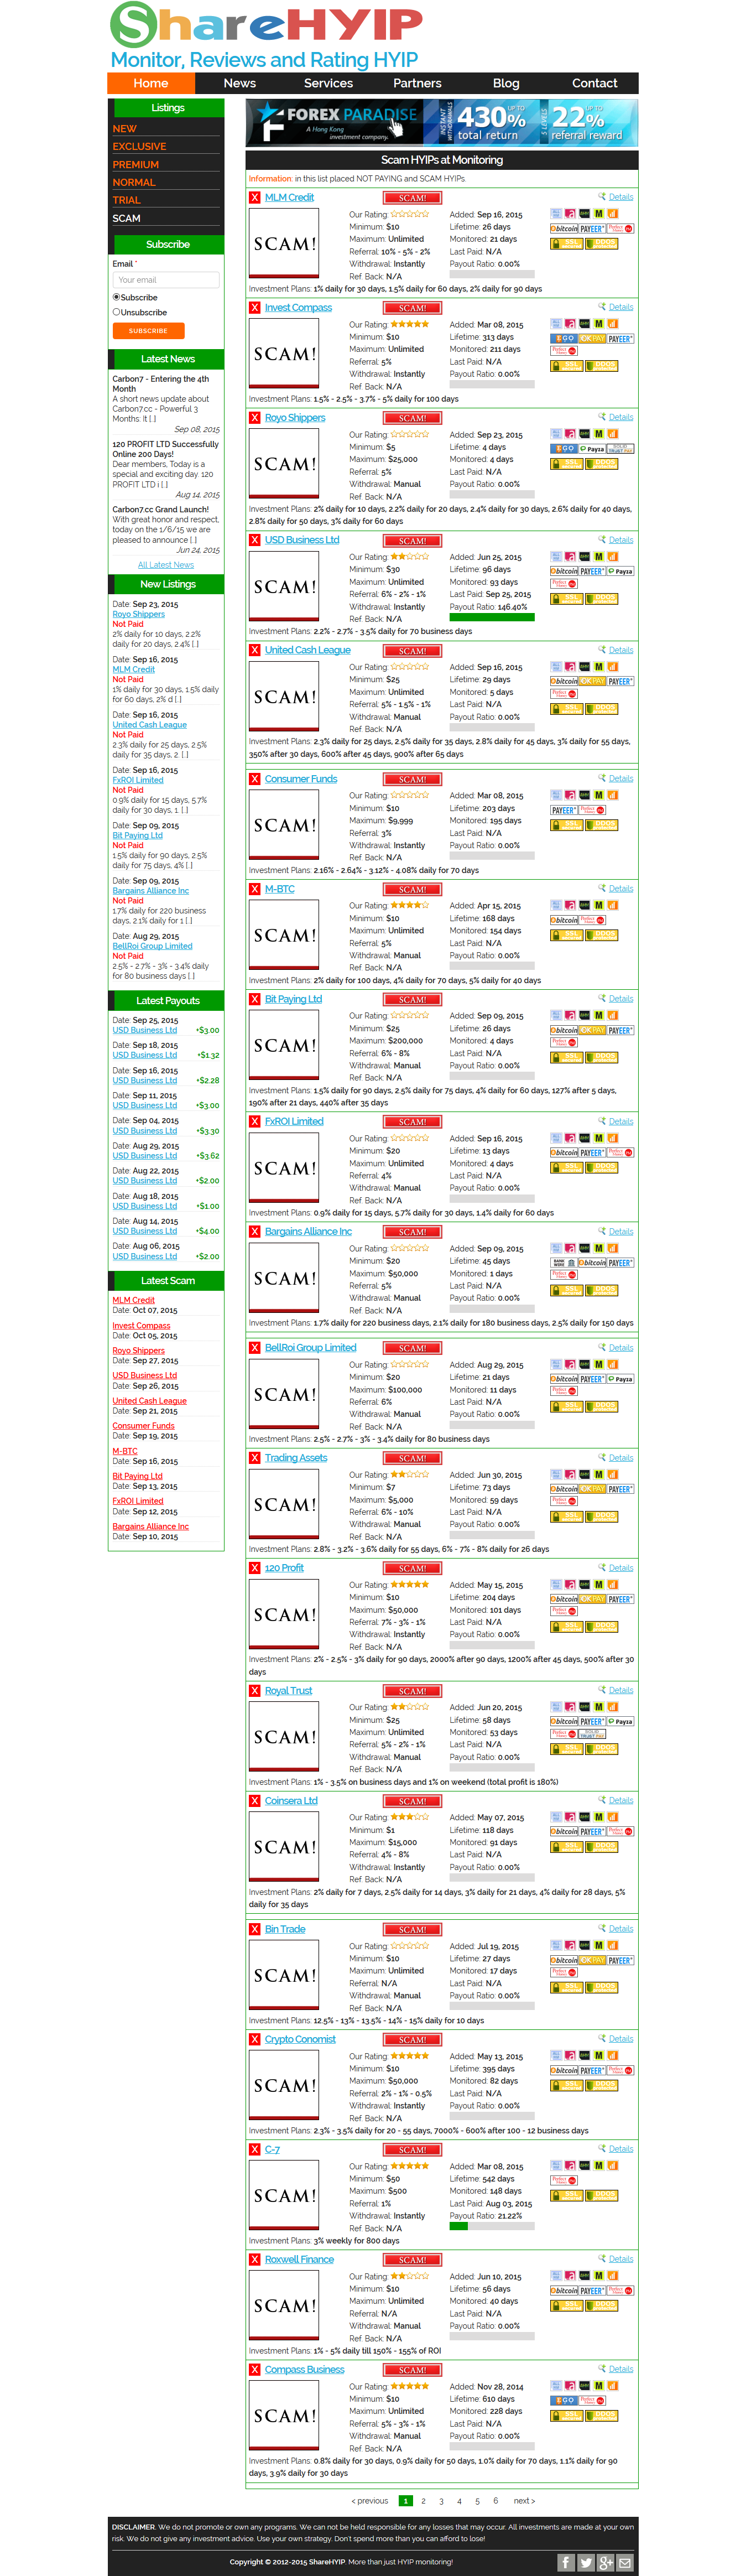 ShareHYIP
Monitor, Reviews and Rating HYIP
Home News Services Partners Blog Contact
Listings
NEW
EXCLUSIVE
PREMIUM
NORMAL
TRIAL
SCAM
Subscribe
Email *
Your email
Subscribe
Unsubscribe
SUBSCRIBE
Latest News
Carbon7 - Entering the 4th
Month
A short news update about
Carbon7.cc - Powerful 3
Months: It [..]
Sep 08, 2015
120 PROFIT LTD Successfully
Online 200 Days!
Dear members, Today is a
special and exciting day. 120
PROFIT LTD i [..]
Aug 14, 2015
Carbon7.cc Grand Launch!
With great honor and respect,
today on the 1/6/15 we are
pleased to announce [..]
Jun 24, 2015
All Latest News
New Listings
Date: Sep 23, 2015
Royo Shippers
Not Paid
2% daily for 10 days, 2.2%
daily for 20 days, 2.4% [..]
Date: Sep 16, 2015
MLM Credit
Not Paid
1% daily for 30 days, 1.5% daily
for 60 days, 2% d [..]
Date: Sep 16, 2015
United Cash League
Not Paid
2.3% daily for 25 days, 2.5%
daily for 35 days, 2. [..]
Date: Sep 16, 2015
FxROI Limited
Not Paid
0.9% daily for 15 days, 5.7%
daily for 30 days, 1. [..]
Date: Sep 09, 2015
Bit Paying Ltd
Not Paid
1.5% daily for 90 days, 2.5%
daily for 75 days, 4% [..]
Date: Sep 09, 2015
Bargains Alliance Inc
Not Paid
1.7% daily for 220 business
days, 2.1% daily for 1 [..]
Date: Aug 29, 2015
BellRoi Group Limited
Not Paid
2.5% - 2.7% - 3% - 3.4% daily
for 80 business days [..]
Latest Payouts
Date: Sep 25, 2015
USD Business Ltd +$3.00
Date: Sep 18, 2015
USD Business Ltd +$1.32
Date: Sep 16, 2015
USD Business Ltd +$2.28
Date: Sep 11, 2015
USD Business Ltd +$3.00
Date: Sep 04, 2015
USD Business Ltd +$3.30
Date: Aug 29, 2015
USD Business Ltd +$3.62
Date: Aug 22, 2015
USD Business Ltd +$2.00
Date: Aug 18, 2015
USD Business Ltd +$1.00
Date: Aug 14, 2015
USD Business Ltd +$4.00
Date: Aug 06, 2015
USD Business Ltd +$2.00
Latest Scam
MLM Credit
Date: Oct 07, 2015
Invest Compass
Date: Oct 05, 2015
Royo Shippers
Date: Sep 27, 2015
USD Business Ltd
Date: Sep 26, 2015
United Cash League
Date: Sep 21, 2015
Consumer Funds
Date: Sep 19, 2015
M-BTC
Date: Sep 16, 2015
Bit Paying Ltd
Date: Sep 13, 2015
FxROI Limited
Date: Sep 12, 2015
Bargains Alliance Inc
Date: Sep 10, 2015
FOREX PARADISE
A Hong Kong
investment company.
INSTANT
WITHDRAWALS
430% UP TO
total return
5 LEVELS
22% UP TO
referral reward
Scam HYIPs at Monitoring
Information: in this list placed NOT PAYING and SCAM HYIPs.
X MLM Credit SCAM! Details
SCAM!
Our Rating: Added: Sep 16, 2015
Minimum: $10 Lifetime: 26 days
Maximum: Unlimited Monitored: 21 days
Referral: 10% - 5% - 2% Last Paid: N/A
Withdrawal: Instantly Payout Ratio: 0.00%
Ref. Back: N/A
Investment Plans: 1% daily for 30 days, 1.5% daily for 60 days, 2% daily for 90 days
X Invest Compass SCAM! Details
SCAM!
Our Rating: Added: Mar 08, 2015
Minimum: $10 Lifetime: 313 days
Maximum: Unlimited Monitored: 211 days
Referral: 5% Last Paid: N/A
Withdrawal: Instantly Payout Ratio: 0.00%
Ref. Back: N/A
Investment Plans: 1.5% - 2.5% - 3.7% - 5% daily for 100 days
X Royo Shippers SCAM! Details
SCAM!
Our Rating: Added: Sep 23, 2015
Minimum: $5 Lifetime: 4 days
Maximum: $25,000 Monitored: 4 days
Referral: 5% Last Paid: N/A
Withdrawal: Manual Payout Ratio: 0.00%
Ref. Back: N/A
Investment Plans: 2% daily for 10 days, 2.2% daily for 20 days, 2.4% daily for 30 days, 2.6% daily for 40 days,
2.8% daily for 50 days, 3% daily for 60 days
X USD Business Ltd SCAM! Details
SCAM!
Our Rating: Added: Jun 25, 2015
Minimum: $30 Lifetime: 96 days
Maximum: Unlimited Monitored: 93 days
Referral: 6% - 2% - 1% Last Paid: Sep 25, 2015
Withdrawal: Instantly Payout Ratio: 146.40%
Ref. Back: N/A
Investment Plans: 2.2% - 2.7% - 3.5% daily for 70 business days
X United Cash League SCAM! Details
SCAM!
Our Rating: Added: Sep 16, 2015
Minimum: $25 Lifetime: 29 days
Maximum: Unlimited Monitored: 5 days
Referral: 5% - 1.5% - 1% Last Paid: N/A
Withdrawal: Manual Payout Ratio: 0.00%
Ref. Back: N/A
Investment Plans: 2.3% daily for 25 days, 2.5% daily for 35 days, 2.8% daily for 45 days, 3% daily for 55 days,
350% after 30 days, 600% after 45 days, 900% after 65 days
X Consumer Funds SCAM! Details
SCAM!
Our Rating: Added: Mar 08, 2015
Minimum: $10 Lifetime: 203 days
Maximum: $9,999 Monitored: 195 days
Referral: 3% Last Paid: N/A
Withdrawal: Instantly Payout Ratio: 0.00%
Ref. Back: N/A
Investment Plans: 2.16% - 2.64% - 3.12% - 4.08% daily for 70 days
X M-BTC SCAM! Details
SCAM!
Our Rating: Added: Apr 15, 2015
Minimum: $10 Lifetime: 168 days
Maximum: Unlimited Monitored: 154 days
Referral: 5% Last Paid: N/A
Withdrawal: Manual Payout Ratio: 0.00%
Ref. Back: N/A
Investment Plans: 2% daily for 100 days, 4% daily for 70 days, 5% daily for 40 days
X Bit Paying Ltd SCAM! Details
SCAM!
Our Rating: Added: Sep 09, 2015
Minimum: $25 Lifetime: 26 days
Maximum: $200,000 Monitored: 4 days
Referral: 6% - 8% Last Paid: N/A
Withdrawal: Manual Payout Ratio: 0.00%
Ref. Back: N/A
Investment Plans: 1.5% daily for 90 days, 2.5% daily for 75 days, 4% daily for 60 days, 127% after 5 days,
190% after 21 days, 440% after 35 days
X FxROI Limited SCAM! Details
SCAM!
Our Rating: Added: Sep 16, 2015
Minimum: $20 Lifetime: 13 days
Maximum: Unlimited Monitored: 4 days
Referral: 4% Last Paid: N/A
Withdrawal: Manual Payout Ratio: 0.00%
Ref. Back: N/A
Investment Plans: 0.9% daily for 15 days, 5.7% daily for 30 days, 1.4% daily for 60 days
X Bargains Alliance Inc SCAM! Details
SCAM!
Our Rating: Added: Sep 09, 2015
Minimum: $20 Lifetime: 45 days
Maximum: $50,000 Monitored: 1 days
Referral: 5% Last Paid: N/A
Withdrawal: Manual Payout Ratio: 0.00%
Ref. Back: N/A
Investment Plans: 1.7% daily for 220 business days, 2.1% daily for 180 business days, 2.5% daily for 150 days
X BellRoi Group Limited SCAM! Details
SCAM!
Our Rating: Added: Aug 29, 2015
Minimum: $20 Lifetime: 21 days
Maximum: $100,000 Monitored: 11 days
Referral: 6% Last Paid: N/A
Withdrawal: Manual Payout Ratio: 0.00%
Ref. Back: N/A
Investment Plans: 2.5% - 2.7% - 3% - 3.4% daily for 80 business days
X Trading Assets SCAM! Details
SCAM!
Our Rating: Added: Jun 30, 2015
Minimum: $7 Lifetime: 73 days
Maximum: $5,000 Monitored: 59 days
Referral: 6% - 10% Last Paid: N/A
Withdrawal: Manual Payout Ratio: 0.00%
Ref. Back: N/A
Investment Plans: 2.8% - 3.2% - 3.6% daily for 55 days, 6% - 7% - 8% daily for 26 days
X 120 Profit SCAM! Details
SCAM!
Our Rating: Added: May 15, 2015
Minimum: $10 Lifetime: 204 days
Maximum: $50,000 Monitored: 101 days
Referral: 7% - 3% - 1% Last Paid: N/A
Withdrawal: Instantly Payout Ratio: 0.00%
Ref. Back: N/A
Investment Plans: 2% - 2.5% - 3% daily for 90 days, 2000% after 90 days, 1200% after 45 days, 500% after 30
days
X Royal Trust SCAM! Details
SCAM!
Our Rating: Added: Jun 20, 2015
Minimum: $25 Lifetime: 58 days
Maximum: Unlimited Monitored: 53 days
Referral: 5% - 2% - 1% Last Paid: N/A
Withdrawal: Manual Payout Ratio: 0.00%
Ref. Back: N/A
Investment Plans: 1% - 3.5% on business days and 1% on weekend (total profit is 180%)
X Coinsera Ltd SCAM! Details
SCAM!
Our Rating: Added: May 07, 2015
Minimum: $1 Lifetime: 118 days
Maximum: $15,000 Monitored: 91 days
Referral: 4% - 8% Last Paid: N/A
Withdrawal: Instantly Payout Ratio: 0.00%
Ref. Back: N/A
Investment Plans: 2% daily for 7 days, 2.5% daily for 14 days, 3% daily for 21 days, 4% daily for 28 days, 5%
daily for 35 days
X Bin Trade SCAM! Details
SCAM!
Our Rating: Added: Jul 19, 2015
Minimum: $10 Lifetime: 27 days
Maximum: Unlimited Monitored: 17 days
Referral: N/A Last Paid: N/A
Withdrawal: Manual Payout Ratio: 0.00%
Ref. Back: N/A
Investment Plans: 12.5% - 13% - 13.5% - 14% - 15% daily for 10 days
X Crypto Conomist SCAM! Details
SCAM!
Our Rating: Added: May 13, 2015
Minimum: $10 Lifetime: 395 days
Maximum: $50,000 Monitored: 82 days
Referral: 2% - 1% - 0.5% Last Paid: N/A
Withdrawal: Instantly Payout Ratio: 0.00%
Ref. Back: N/A
Investment Plans: 2.3% - 3.5% daily for 20 - 55 days, 7000% - 600% after 100 - 12 business days
X C-7 SCAM! Details
SCAM!
Our Rating: Added: Mar 08, 2015
Minimum: $50 Lifetime: 542 days
Maximum: $500 Monitored: 148 days
Referral: 1% Last Paid: Aug 03, 2015
Withdrawal: Instantly Payout Ratio: 21.22%
Ref. Back: N/A
Investment Plans: 3% weekly for 800 days
X Roxwell Finance SCAM! Details
SCAM!
Our Rating: Added: Jun 10, 2015
Minimum: $10 Lifetime: 56 days
Maximum: Unlimited Monitored: 40 days
Referral: N/A Last Paid: N/A
Withdrawal: Manual Payout Ratio: 0.00%
Ref. Back: N/A
Investment Plans: 1% - 5% daily till 150% - 155% of ROI
X Compass Business SCAM! Details
SCAM!
Our Rating: Added: Nov 28, 2014
Minimum: $10 Lifetime: 610 days
Maximum: Unlimited Monitored: 228 days
Referral: 5% - 3% - 1% Last Paid: N/A
Withdrawal: Manual Payout Ratio: 0.00%
Ref. Back: N/A
Investment Plans: 0.8% daily for 30 days, 0.9% daily for 50 days, 1.0% daily for 70 days, 1.1% daily for 90
days, 3.9% daily for 30 days
< previous 1 2 3 4 5 6 next >
DISCLAIMER. We do not promote or own any programs. We can not be held responsible for any losses that may occur. All investments are made at your own
risk. We do not give any investment advice. Use your own strategy. Don't spend more than you can afford to lose!
Copyright © 2012-2015 ShareHYIP. More than just HYIP monitoring!